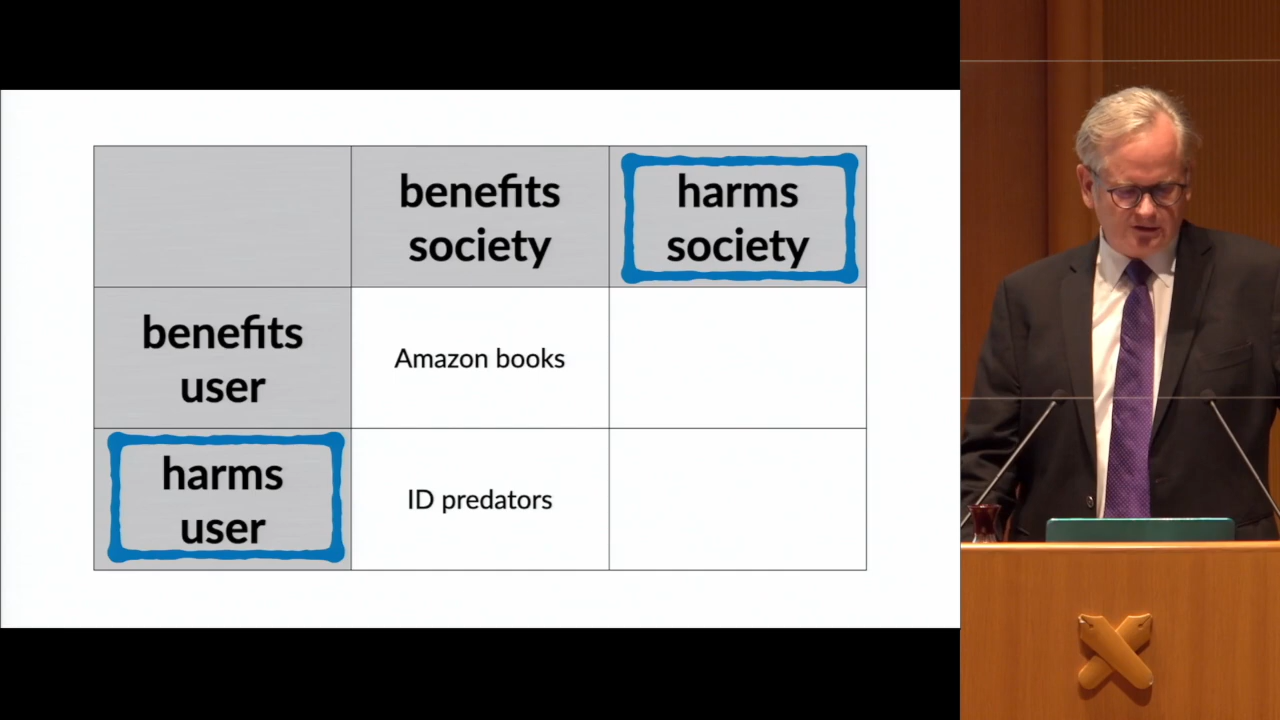 benefits
society
harms
society
benefits
user
Amazon books
harms
user
ID predators